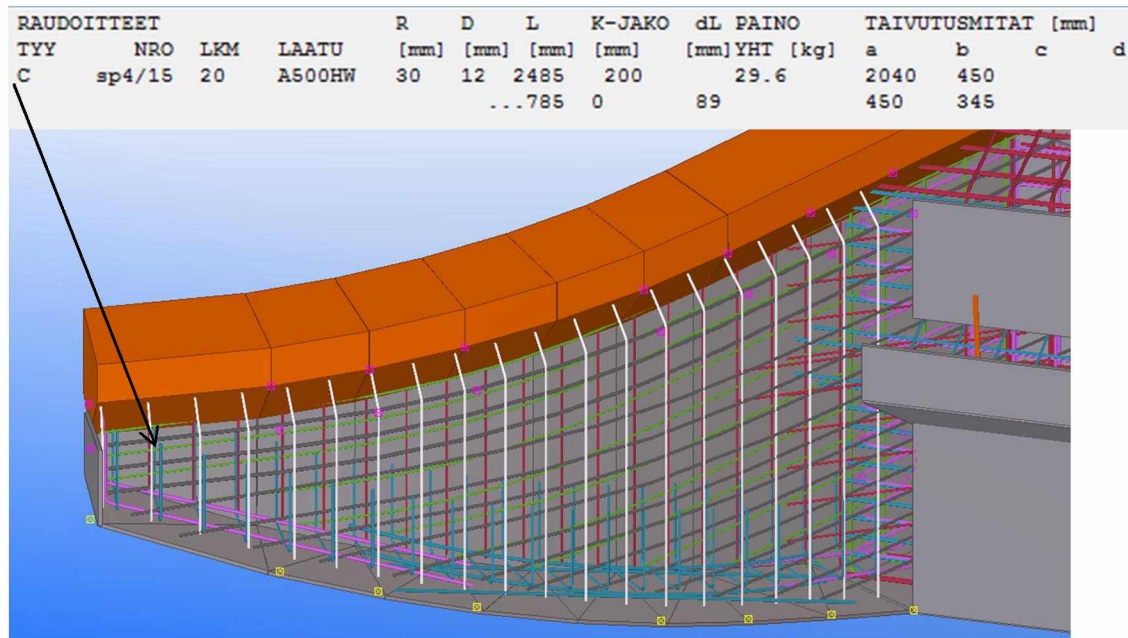 RAUDOITTEET R D L K-JAKO dL PAINO TAIVUTUSMITAT [mm]
TYY NRO LKM LAATU [mm] [mm] [mm] [mm] [mm] YHT [kg] a b c d
C sp4/15 20 A500HW 30 12 2485 200 29.6 2040 450
...785 0 89 450 345